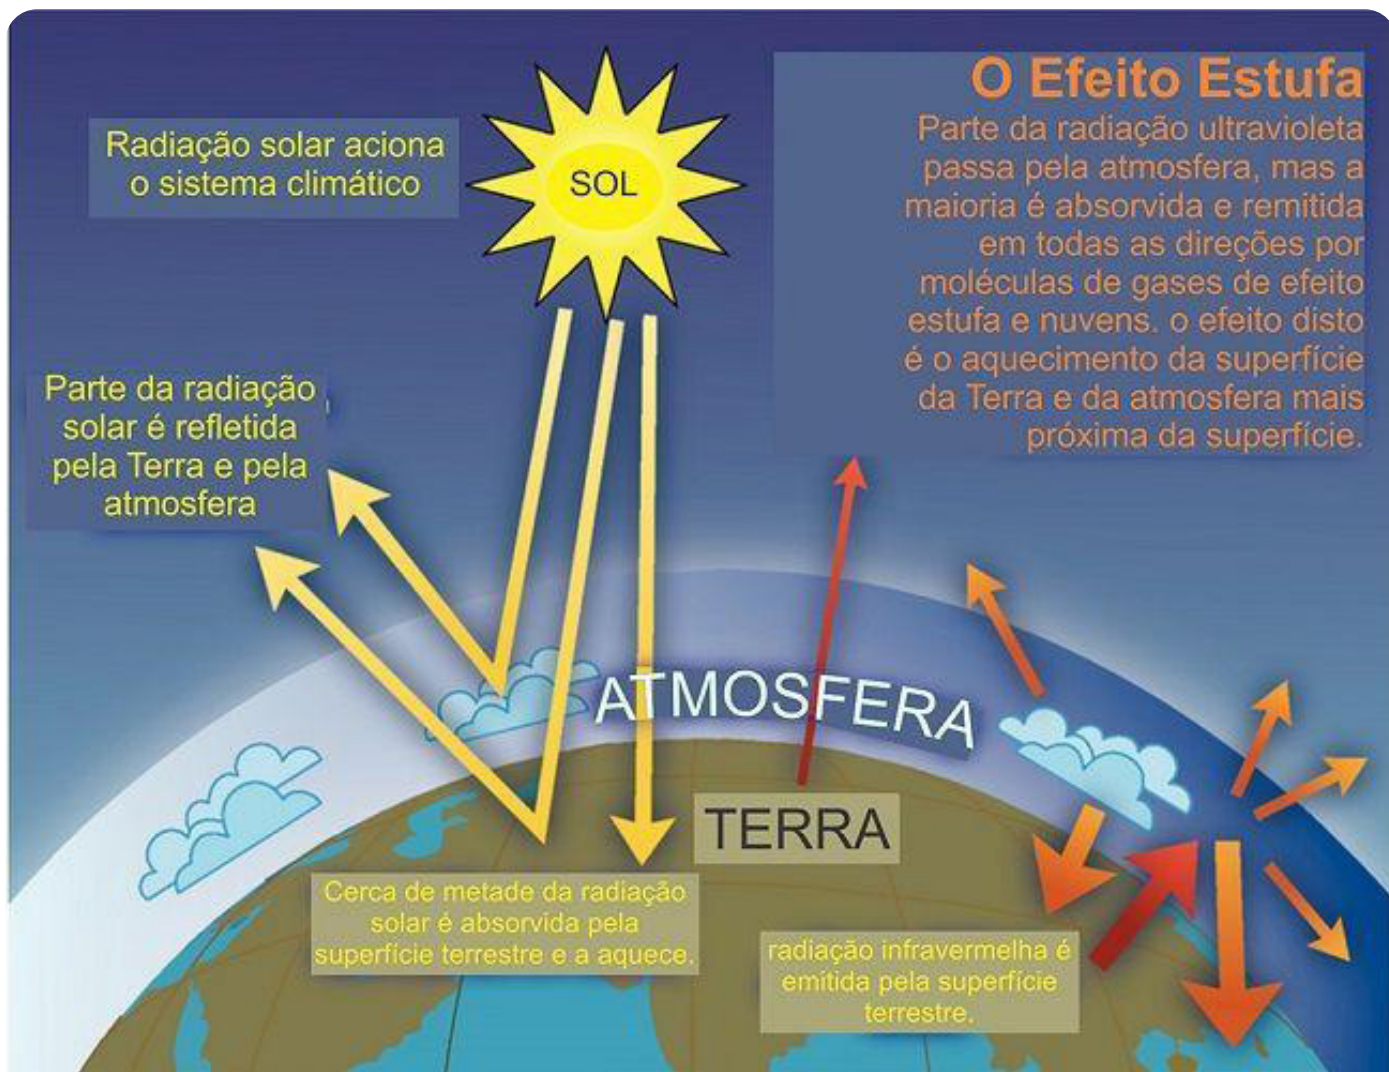 O Efeito Estufa
Parte da radiação ultravioleta
passa pela atmosfera, mas a
maioria é absorvida e remitida
em todas as direções por
moléculas de gases de efeito
estufa e nuvens. o efeito disto
é o aquecimento da superfície
da Terra e da atmosfera mais
próxima da superfície.
Radiação solar aciona
o sistema climático
SOL
Parte da radiação
solar é refletida
pela Terra e pela
atmosfera
ATMOSFERA
TERRA
Cerca de metade da radiação
solar é absorvida pela
superfície terrestre e a aquece.
radiação infravermelha é
emitida pela superfície
terrestre.